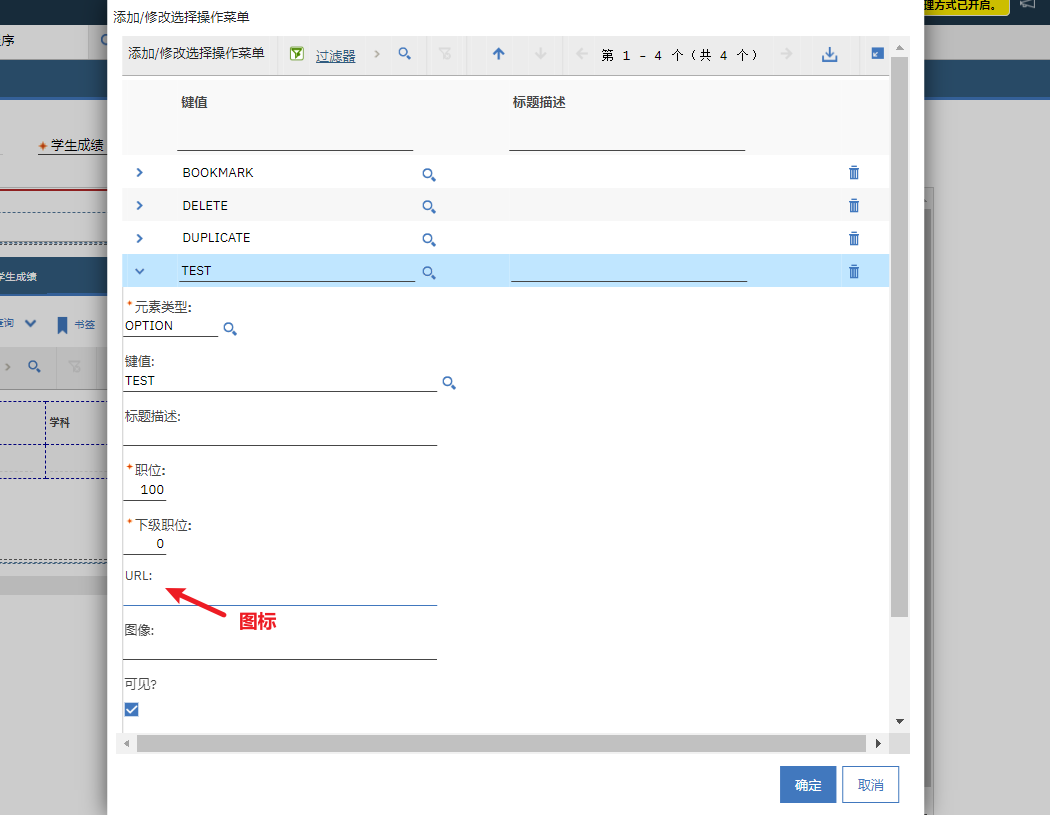 添加/修改选择操作菜单
理方式已开启。
序
添加/修改选择操作菜单
过滤器
第 1 - 4 个 (共 4 个)
键值
标题描述
学生成绩
BOOKMARK
DELETE
DUPLICATE
TEST
学生成绩
元素类型:
OPTION
查询
书签
键值:
TEST
标题描述:
学科
职位:
100
下级职位:
0
URL:
图标
图像:
可见?
确定
取消